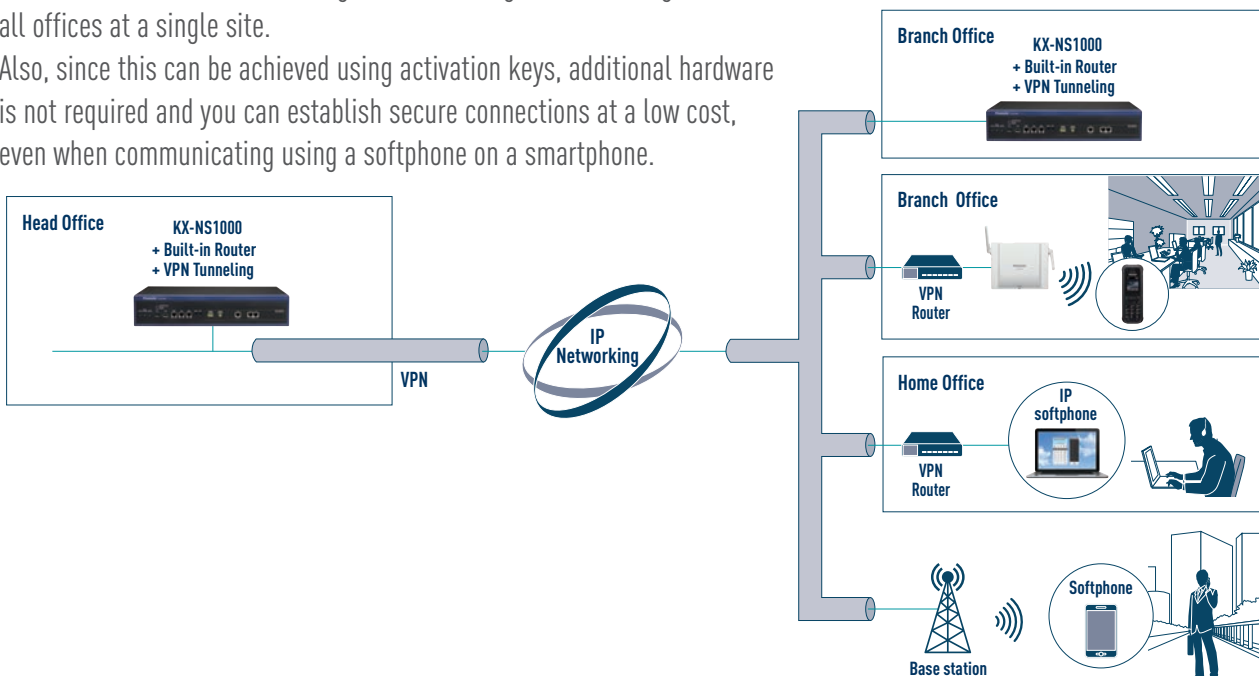 all offices at a single site.
Also, since this can be achieved using activation keys, additional hardware
is not required and you can establish secure connections at a low cost,
even when communicating using a softphone on a smartphone.
Head Office
KX-NS1000
+ Built-in Router
+ VPN Tunneling
VPN
IP
Networking
Branch Office
KX-NS1000
+ Built-in Router
+ VPN Tunneling
Branch Office
VPN
Router
Home Office
IP
softphone
VPN
Router
Softphone
Base station